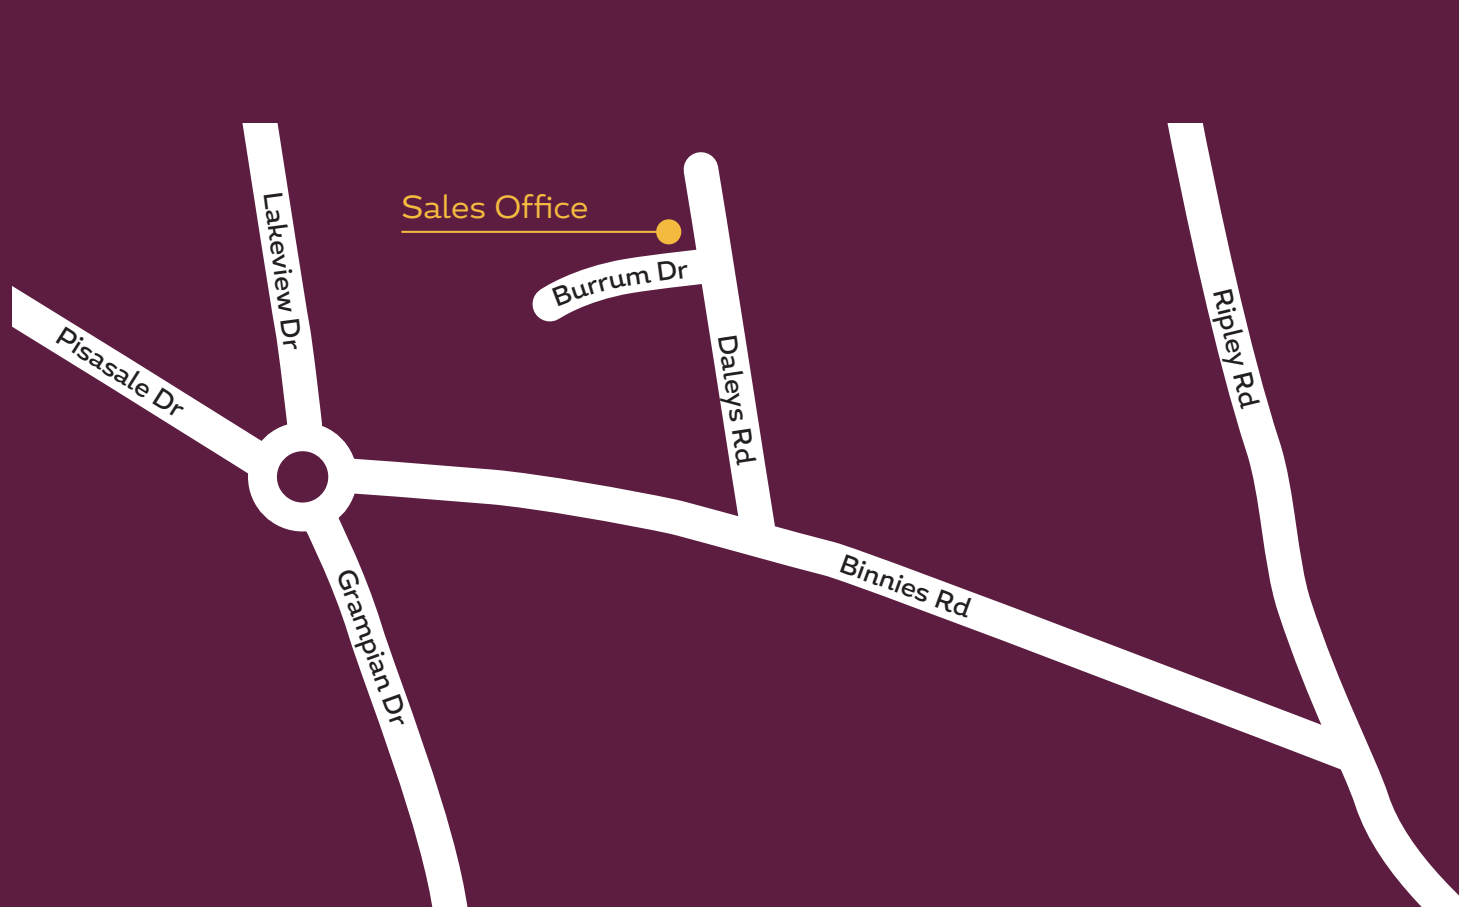 Lakeview Dr
Sales Office
Burrum Dr
Pisasale Dr
Daleys Rd
Ripley Rd
Binnies Rd
Grampian Dr